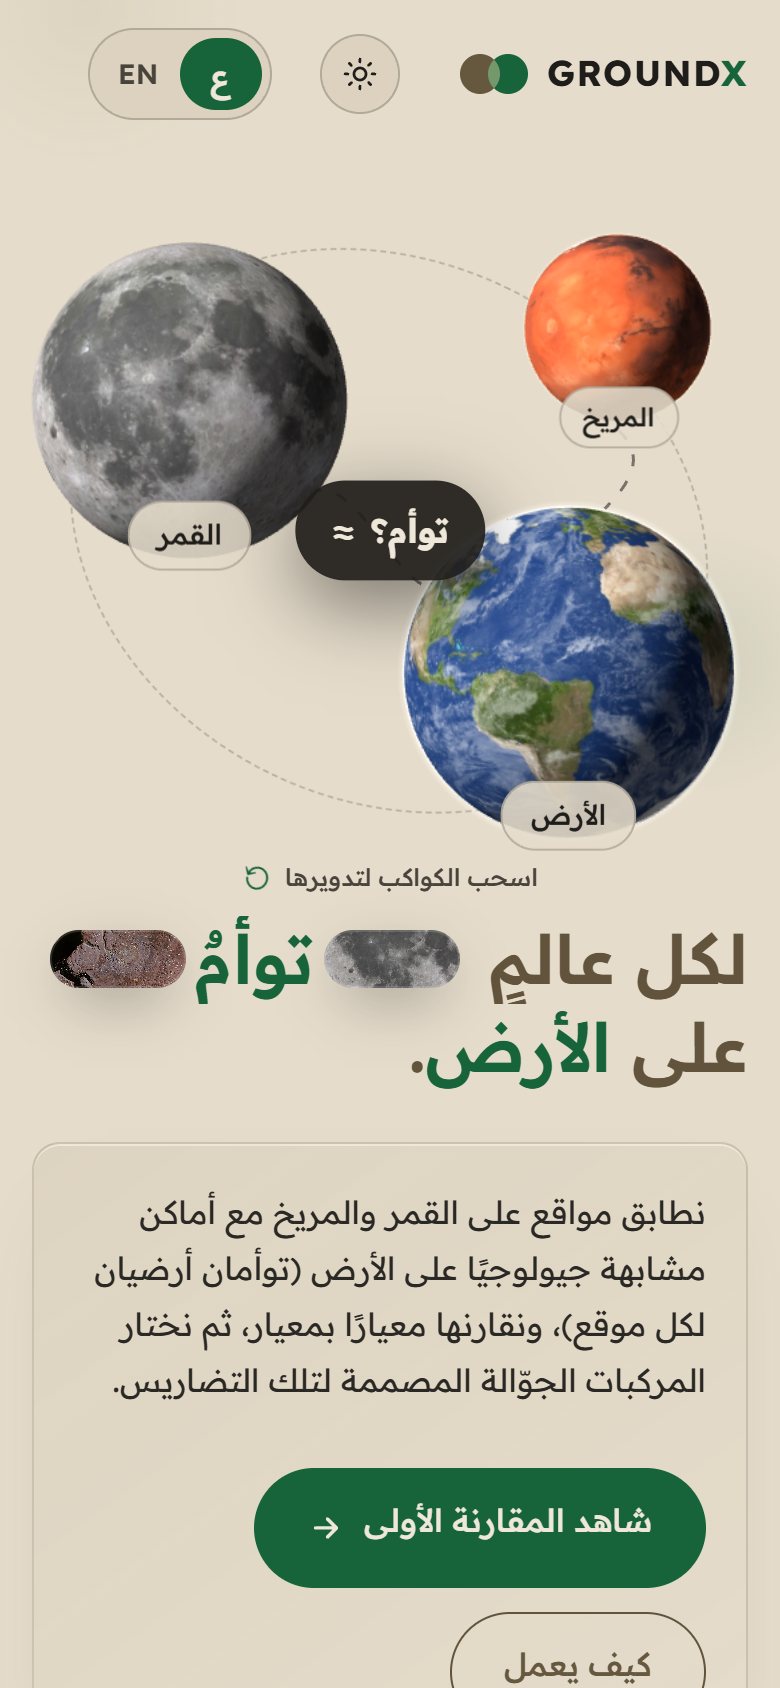 GROUNDX
ع
EN
المريخ
توأم؟ ≈
القمر
الأرض
اسحب الكواكب لتدويرها
لكل عالمٍ توأمُ
على الأرض.
نطابق مواقع على القمر والمريخ مع أماكن
مشابهة جيولوجيًا على الأرض (توأمان أرضيان
لكل موقع)، ونقارنها معيارًا بمعيار، ثم نختار
المركبات الجوّالة المصممة لتلك التضاريس.
شاهد المقارنة الأولى →
كيف يعمل